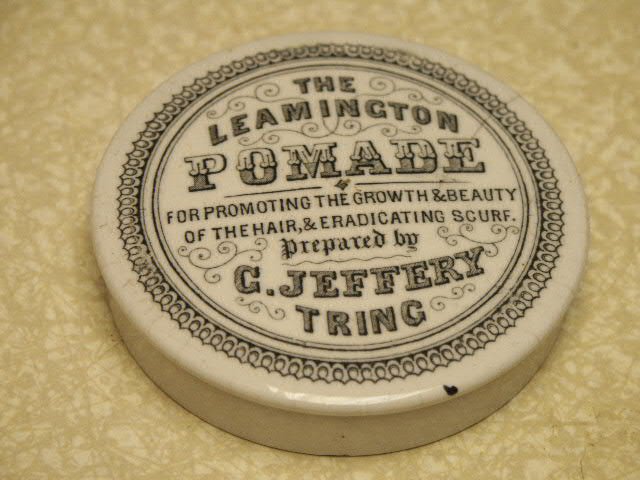 THE
LEAMINGTON
POMADE
FOR PROMOTING THE GROWTH & BEAUTY
OF THE HAIR, & ERADICATING SCURF.
Prepared by
G. JEFFERY
TRING